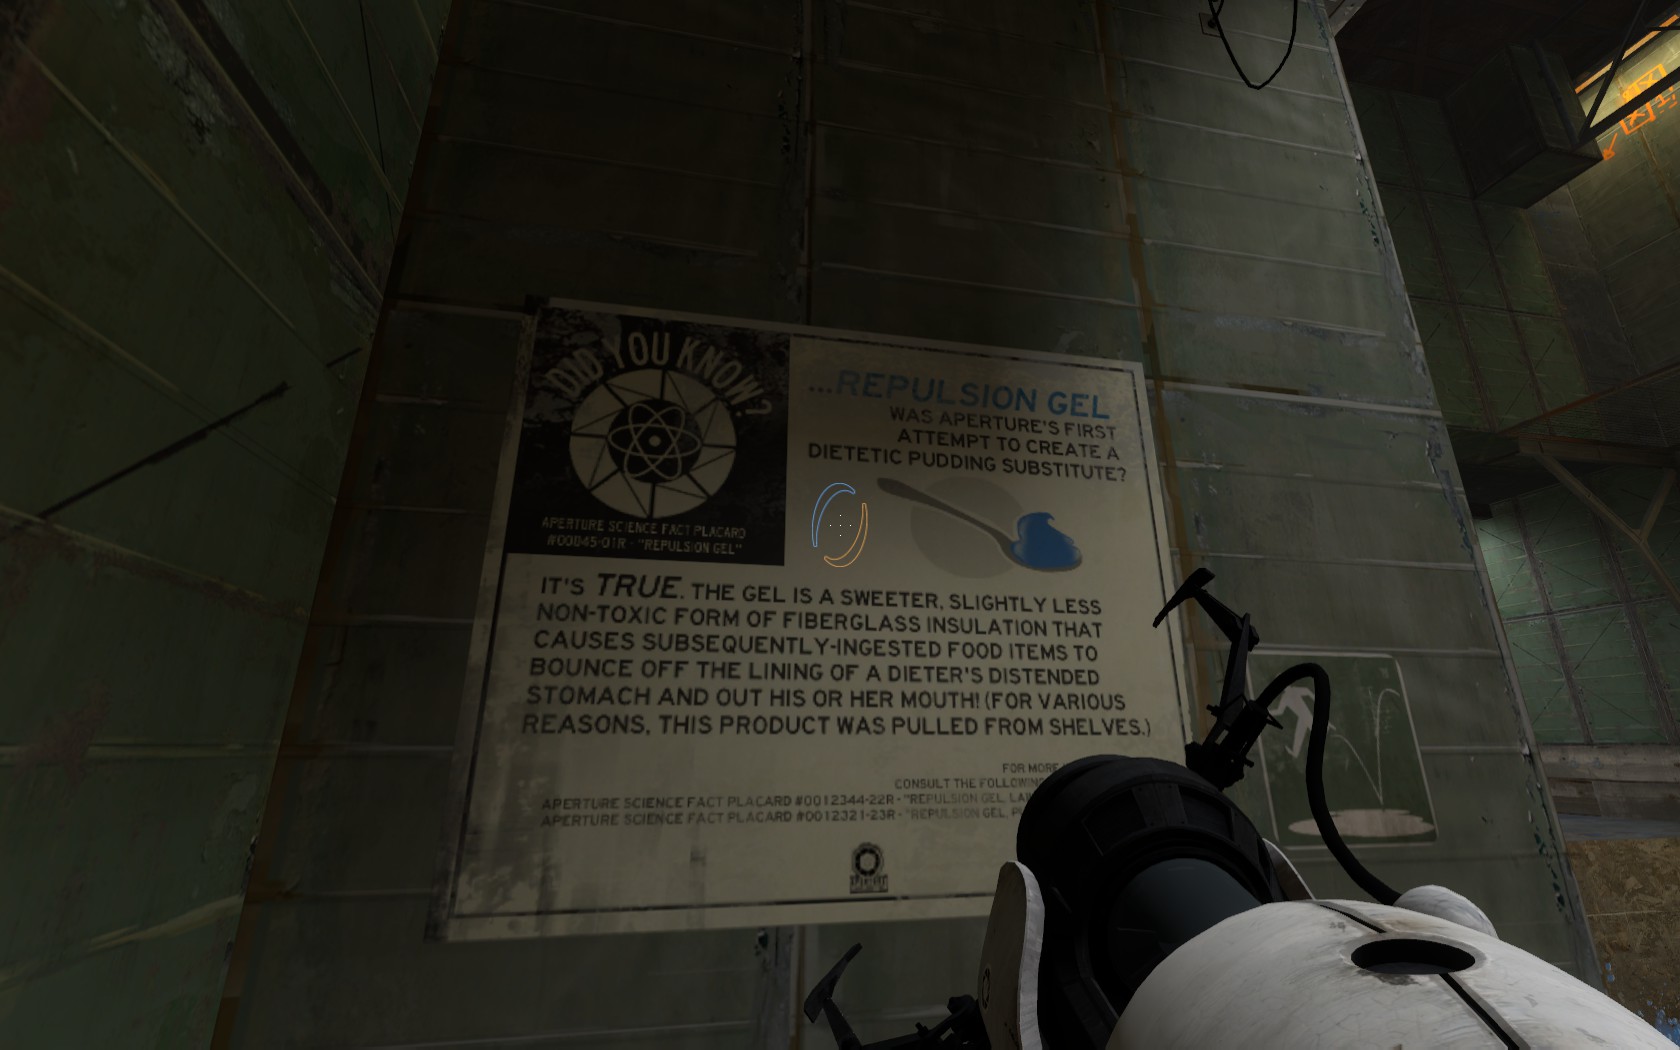 DID YOU KNOW?
APERTURE SCIENCE FACT PLACARD
#00045-01R - "REPULSION GEL"
...REPULSION GEL
WAS APERTURE'S FIRST
ATTEMPT TO CREATE A
DIETETIC PUDDING SUBSTITUTE?
IT'S TRUE. THE GEL IS A SWEETER, SLIGHTLY LESS
NON-TOXIC FORM OF FIBERGLASS INSULATION THAT
CAUSES SUBSEQUENTLY-INGESTED FOOD ITEMS TO
BOUNCE OFF THE LINING OF A DIETER'S DISTENDED
STOMACH AND OUT HIS OR HER MOUTH! (FOR VARIOUS
REASONS, THIS PRODUCT WAS PULLED FROM SHELVES.)
FOR MORE
CONSULT THE FOLLOWING
APERTURE SCIENCE FACT PLACARD #0012344-22R - "REPULSION GEL,
APERTURE SCIENCE FACT PLACARD #0012321-23R - "REPULSION GEL,
APERTURE